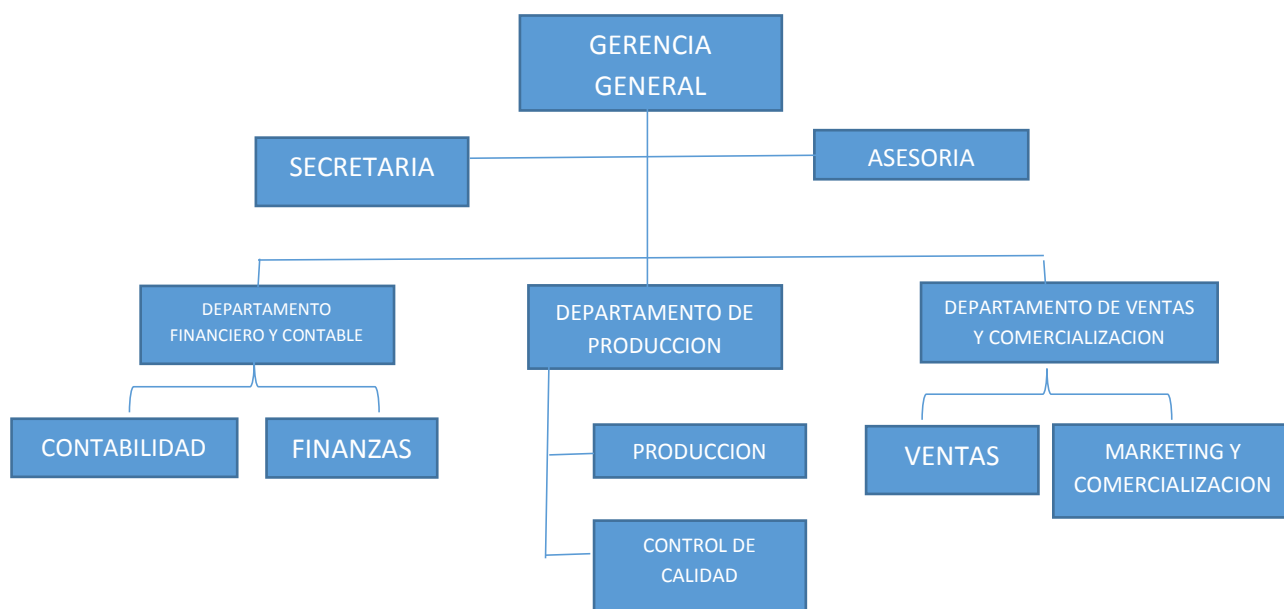 GERENCIA
GENERAL
SECRETARIA
ASESORIA
DEPARTAMENTO
FINANCIERO Y CONTABLE
DEPARTAMENTO DE
PRODUCCION
DEPARTAMENTO DE VENTAS
Y COMERCIALIZACION
CONTABILIDAD
FINANZAS
PRODUCCION
CONTROL DE
CALIDAD
VENTAS
MARKETING Y
COMERCIALIZACION